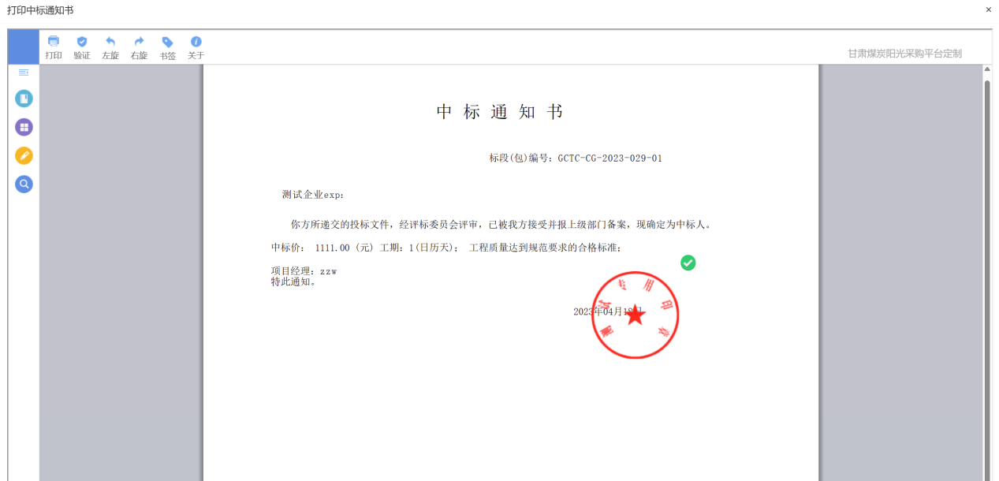 打印中标通知书
×
打印 验证 左旋 右旋 书签 关于
甘肃煤炭阳光采购平台定制
中标通知书
标段(包)编号: GCTC-CG-2023-029-01
测试企业exp:
你方所递交的投标文件，经评标委员会评审，已被我方接受并报上级部门备案，现确定为中标人。
中标价: 1111.00 (元) 工期: 1(日历天); 工程质量达到规范要求的合格标准;
项目经理: zzw
特此通知。
2023年04月18日
测试专用印章